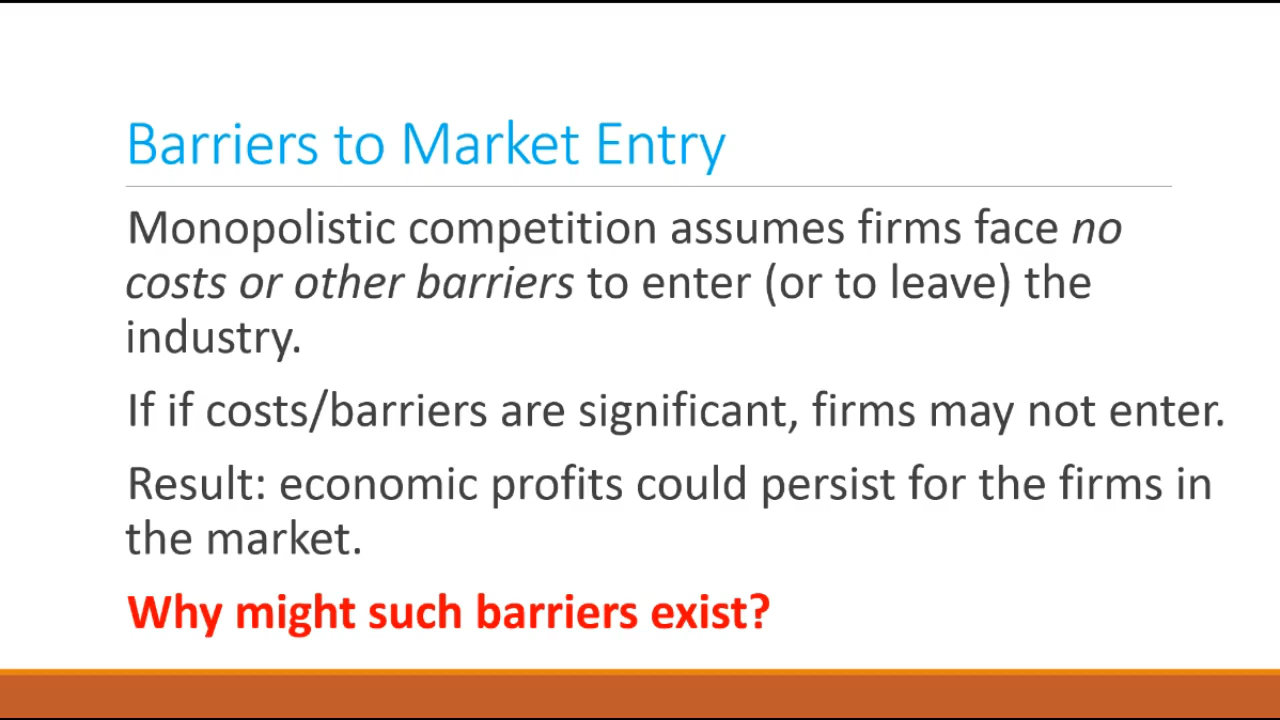 Barriers to Market Entry
Monopolistic competition assumes firms face no
costs or other barriers to enter (or to leave) the
industry.
If if costs/barriers are significant, firms may not enter.
Result: economic profits could persist for the firms in
the market.
Why might such barriers exist?